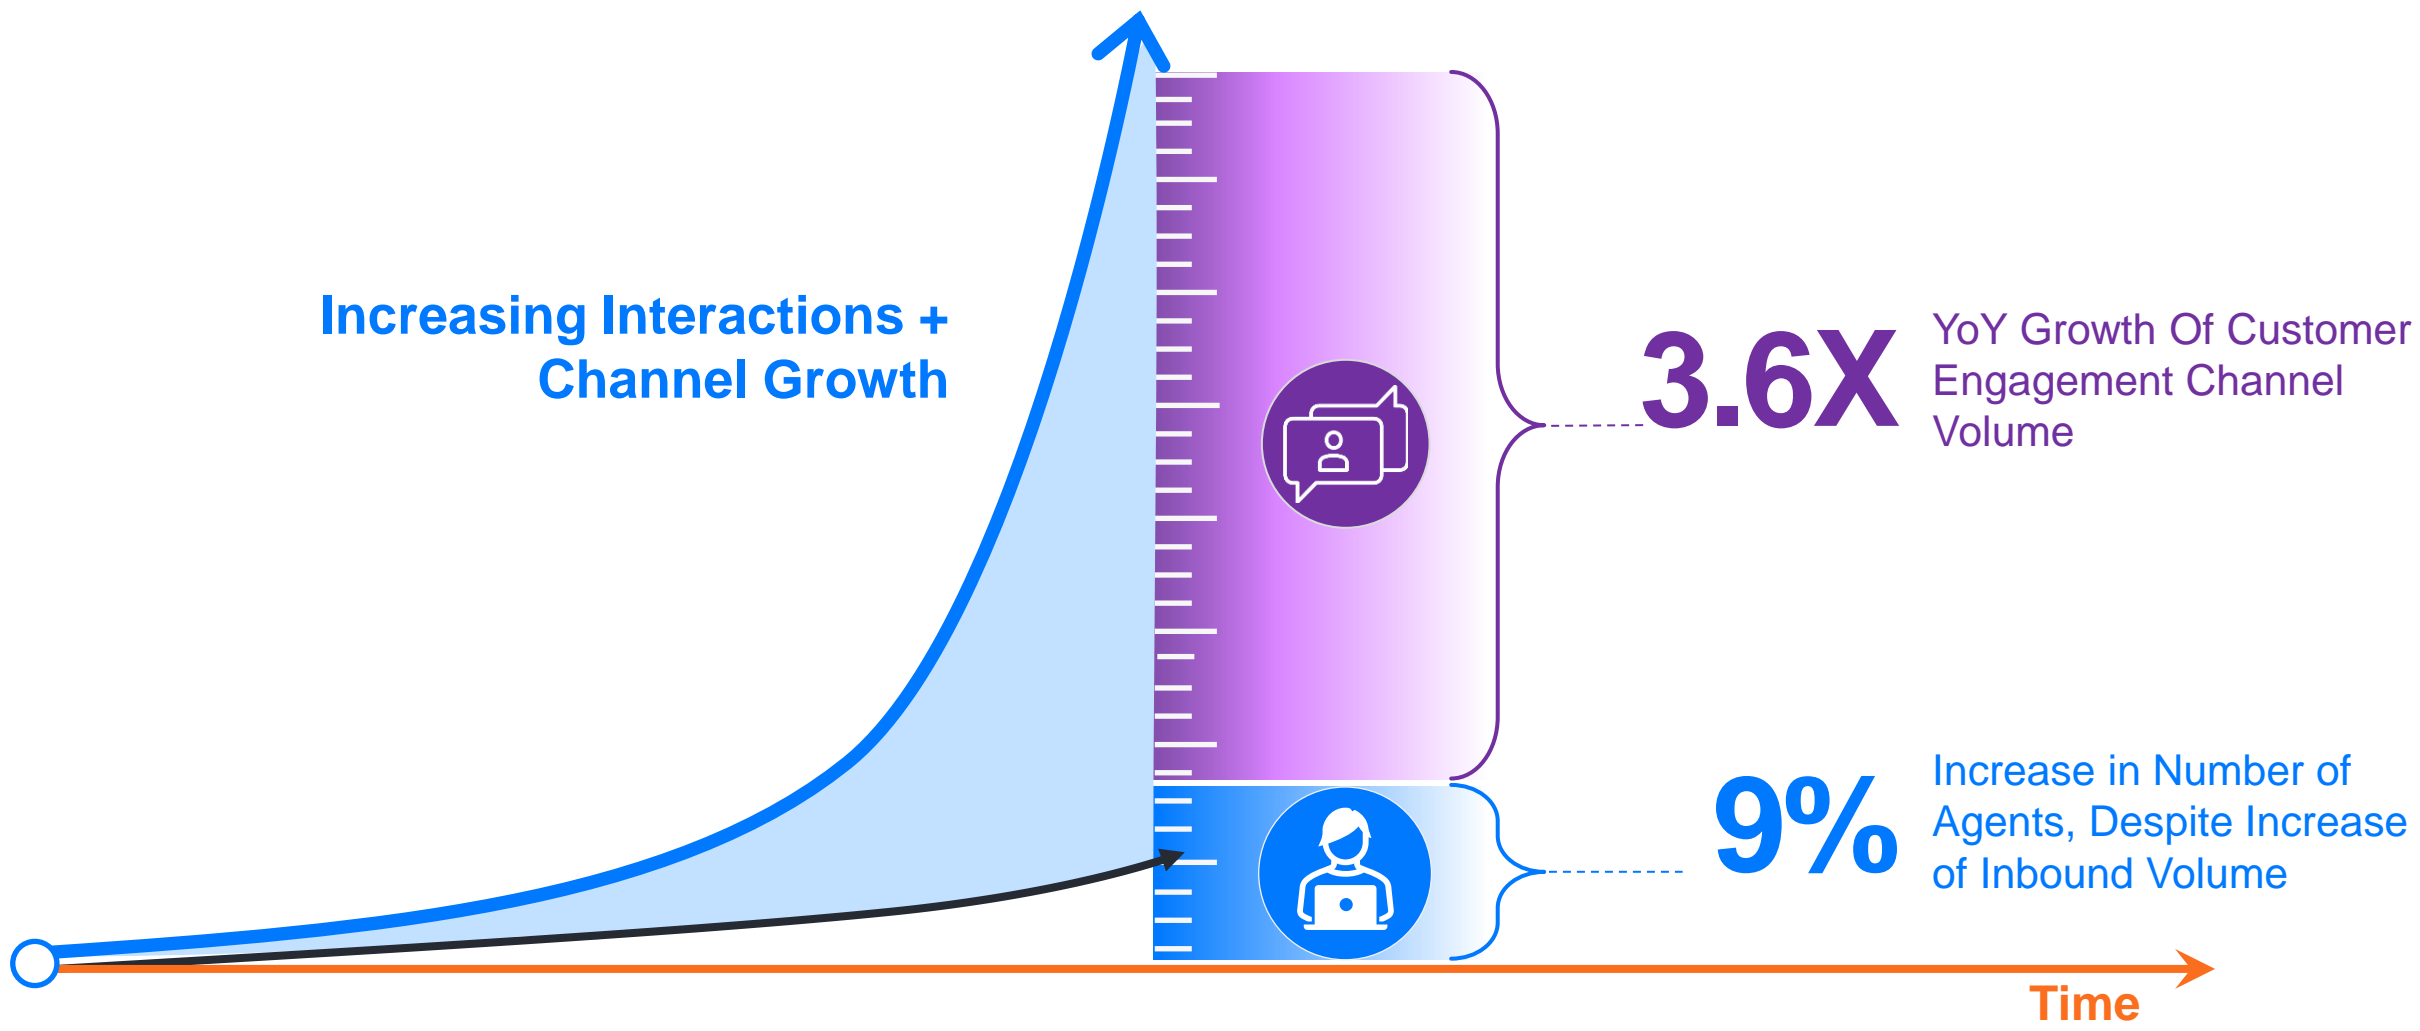 Increasing Interactions +
Channel Growth
3.6X
YoY Growth Of Customer
Engagement Channel
Volume
9%
Increase in Number of
Agents, Despite Increase
of Inbound Volume
Time